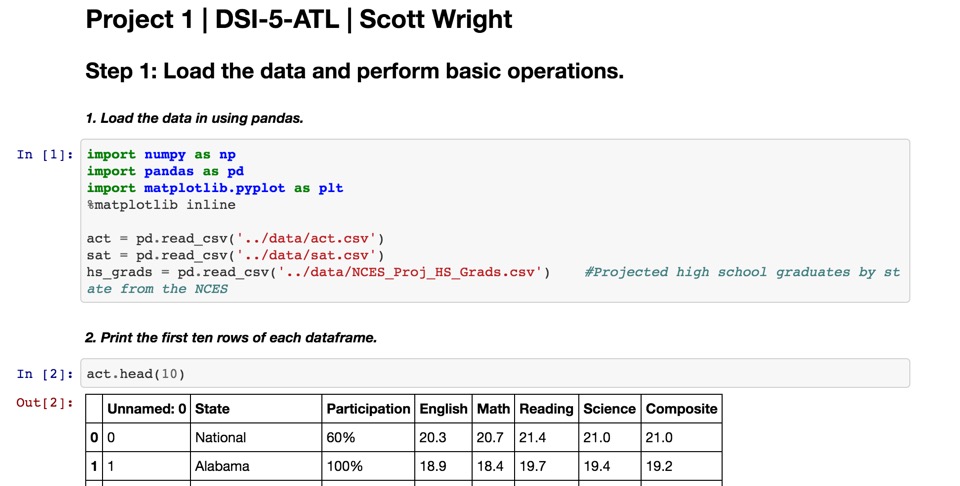 Project 1 | DSI-5-ATL | Scott Wright
Step 1: Load the data and perform basic operations.
1. Load the data in using pandas.
In [1]: import numpy as np
import pandas as pd
import matplotlib.pyplot as plt
%matplotlib inline
act = pd.read_csv('../data/act.csv')
sat = pd.read_csv('../data/sat.csv')
hs_grads = pd.read_csv('../data/NCES_Proj_HS_Grads.csv')    #Projected high school graduates by st
ate from the NCES
2. Print the first ten rows of each dataframe.
In [2]: act.head(10)
Out[2]:
Unnamed: 0 State Participation English Math Reading Science Composite
0 0 National 60% 20.3 20.7 21.4 21.0 21.0
1 1 Alabama 100% 18.9 18.4 19.7 19.4 19.2